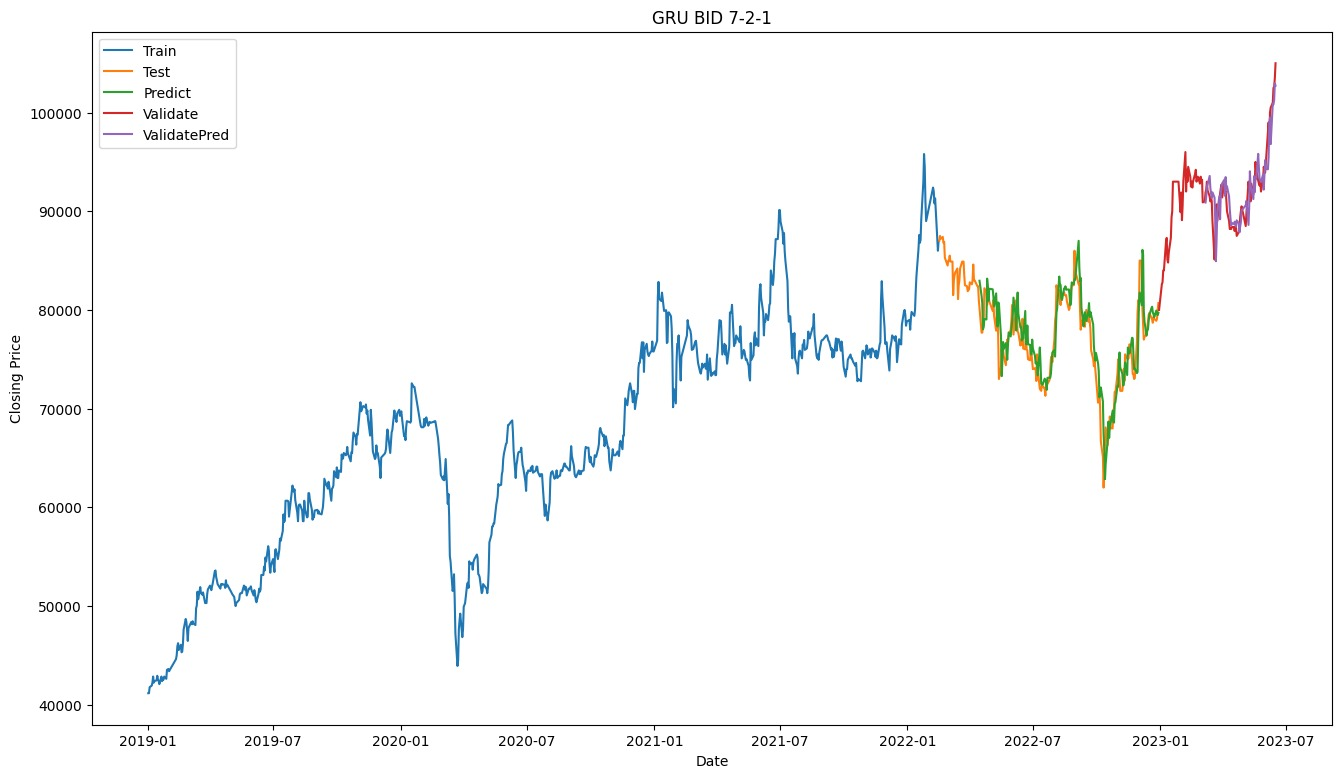 GRU BID 7-2-1
Train
Test
Predict
Validate
ValidatePred
Closing Price
100000
90000
80000
70000
60000
50000
40000
2019-01
2019-07
2020-01
2020-07
2021-01
2021-07
2022-01
2022-07
2023-01
2023-07
Date